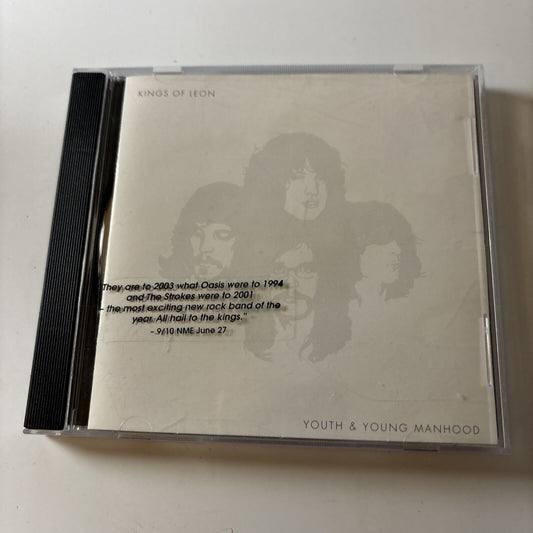 KINGS OF LEON
They are to 2003 what Oasis were to 1994
and The Strokes were to 2001
- the most exciting new rock band of the
year. All hail to the kings."
- 9/10 NME June 27
YOUTH & YOUNG MANHOOD